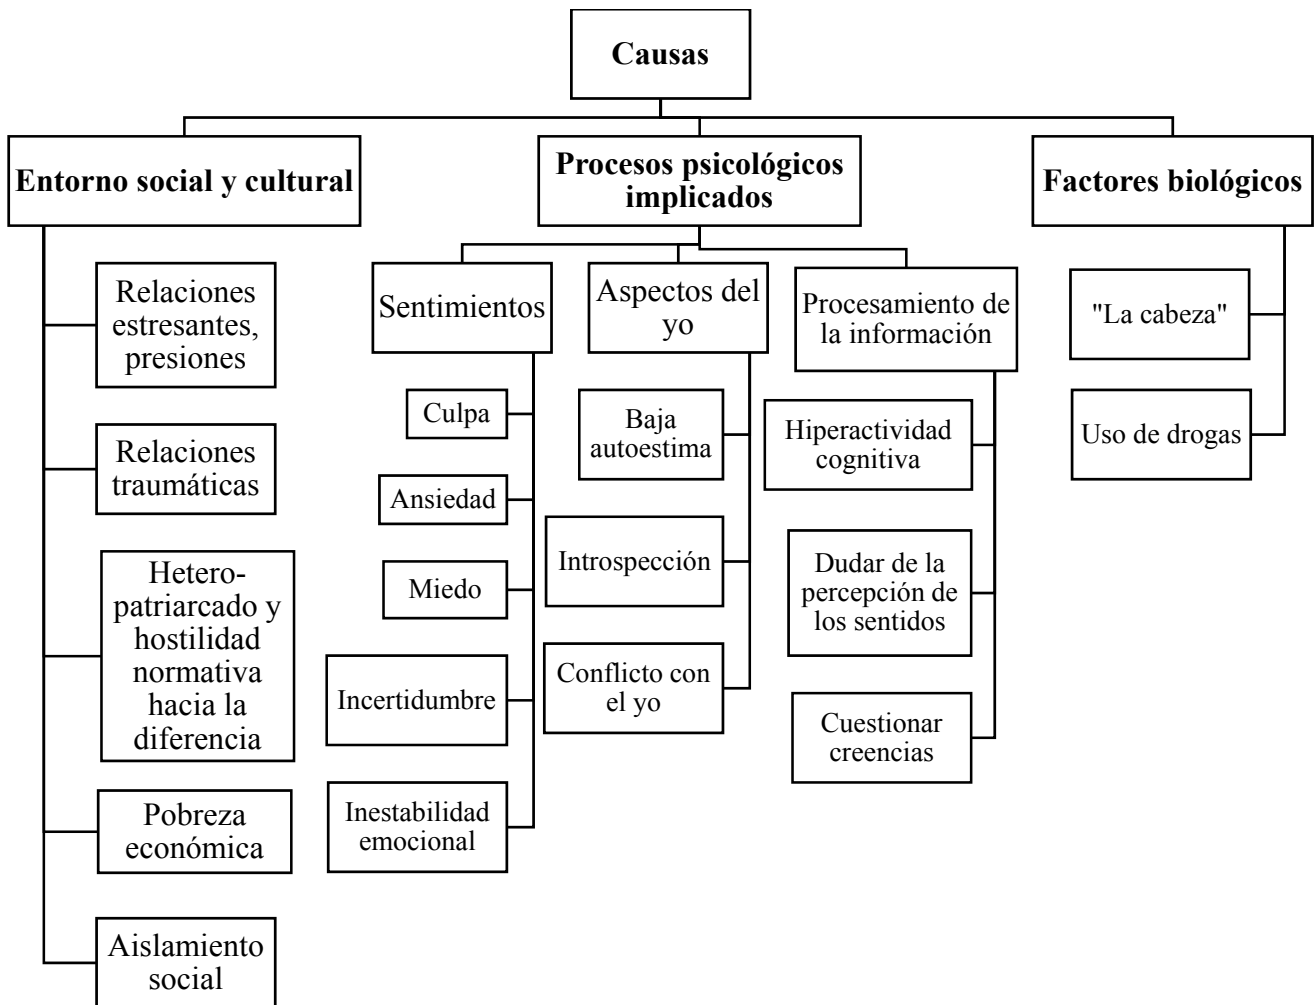 Causas
Entorno social y cultural
Procesos psicológicos
implicados
Factores biológicos
Relaciones
estresantes,
presiones
Relaciones
traumáticas
Hetero-
patriarcado y
hostilidad
normativa
hacia la
diferencia
Pobreza
económica
Aislamiento
social
Sentimientos
Culpa
Ansiedad
Miedo
Incertidumbre
Inestabilidad
emocional
Aspectos del
yo
Baja
autoestima
Introspección
Conflicto con
el yo
Procesamiento de
la información
Hiperactividad
cognitiva
Dudar de la
percepción de
los sentidos
Cuestionar
creencias
"La cabeza"
Uso de drogas